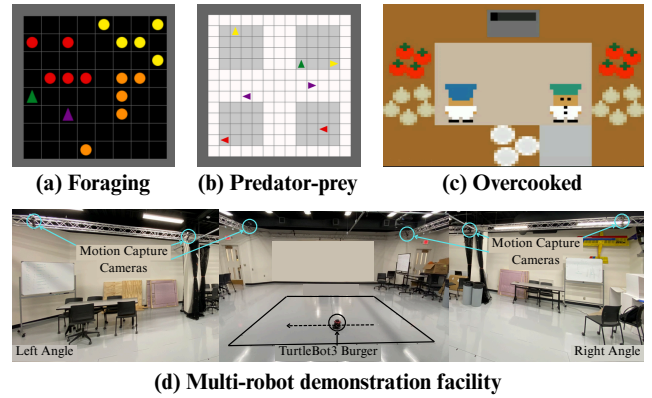 (a) Foraging
(b) Predator-prey
(c) Overcooked
Motion Capture
Cameras
Motion Capture
Cameras
Left Angle
TurtleBot3 Burger
Right Angle
(d) Multi-robot demonstration facility